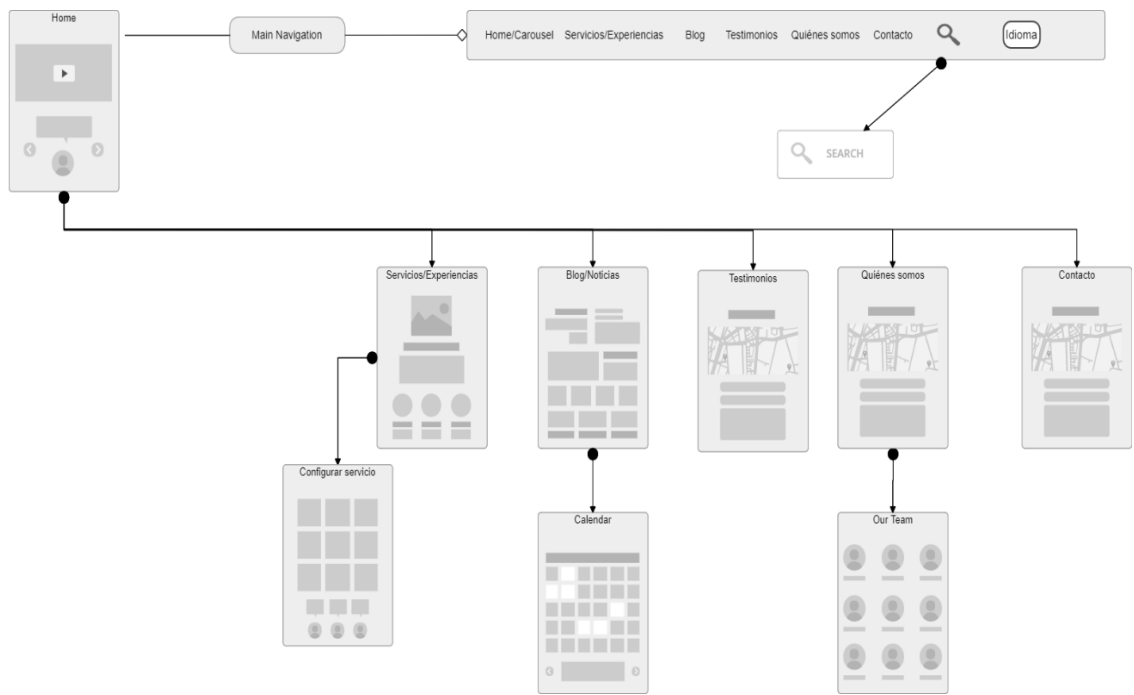 Home
Main Navigation
Home/Carousel Servicios/Experiencias Blog Testimonios Quiénes somos Contacto Idioma
SEARCH
Servicios/Experiencias
Blog/Noticias
Testimonios
Quiénes somos
Contacto
Configurar servicio
Calendar
Our Team